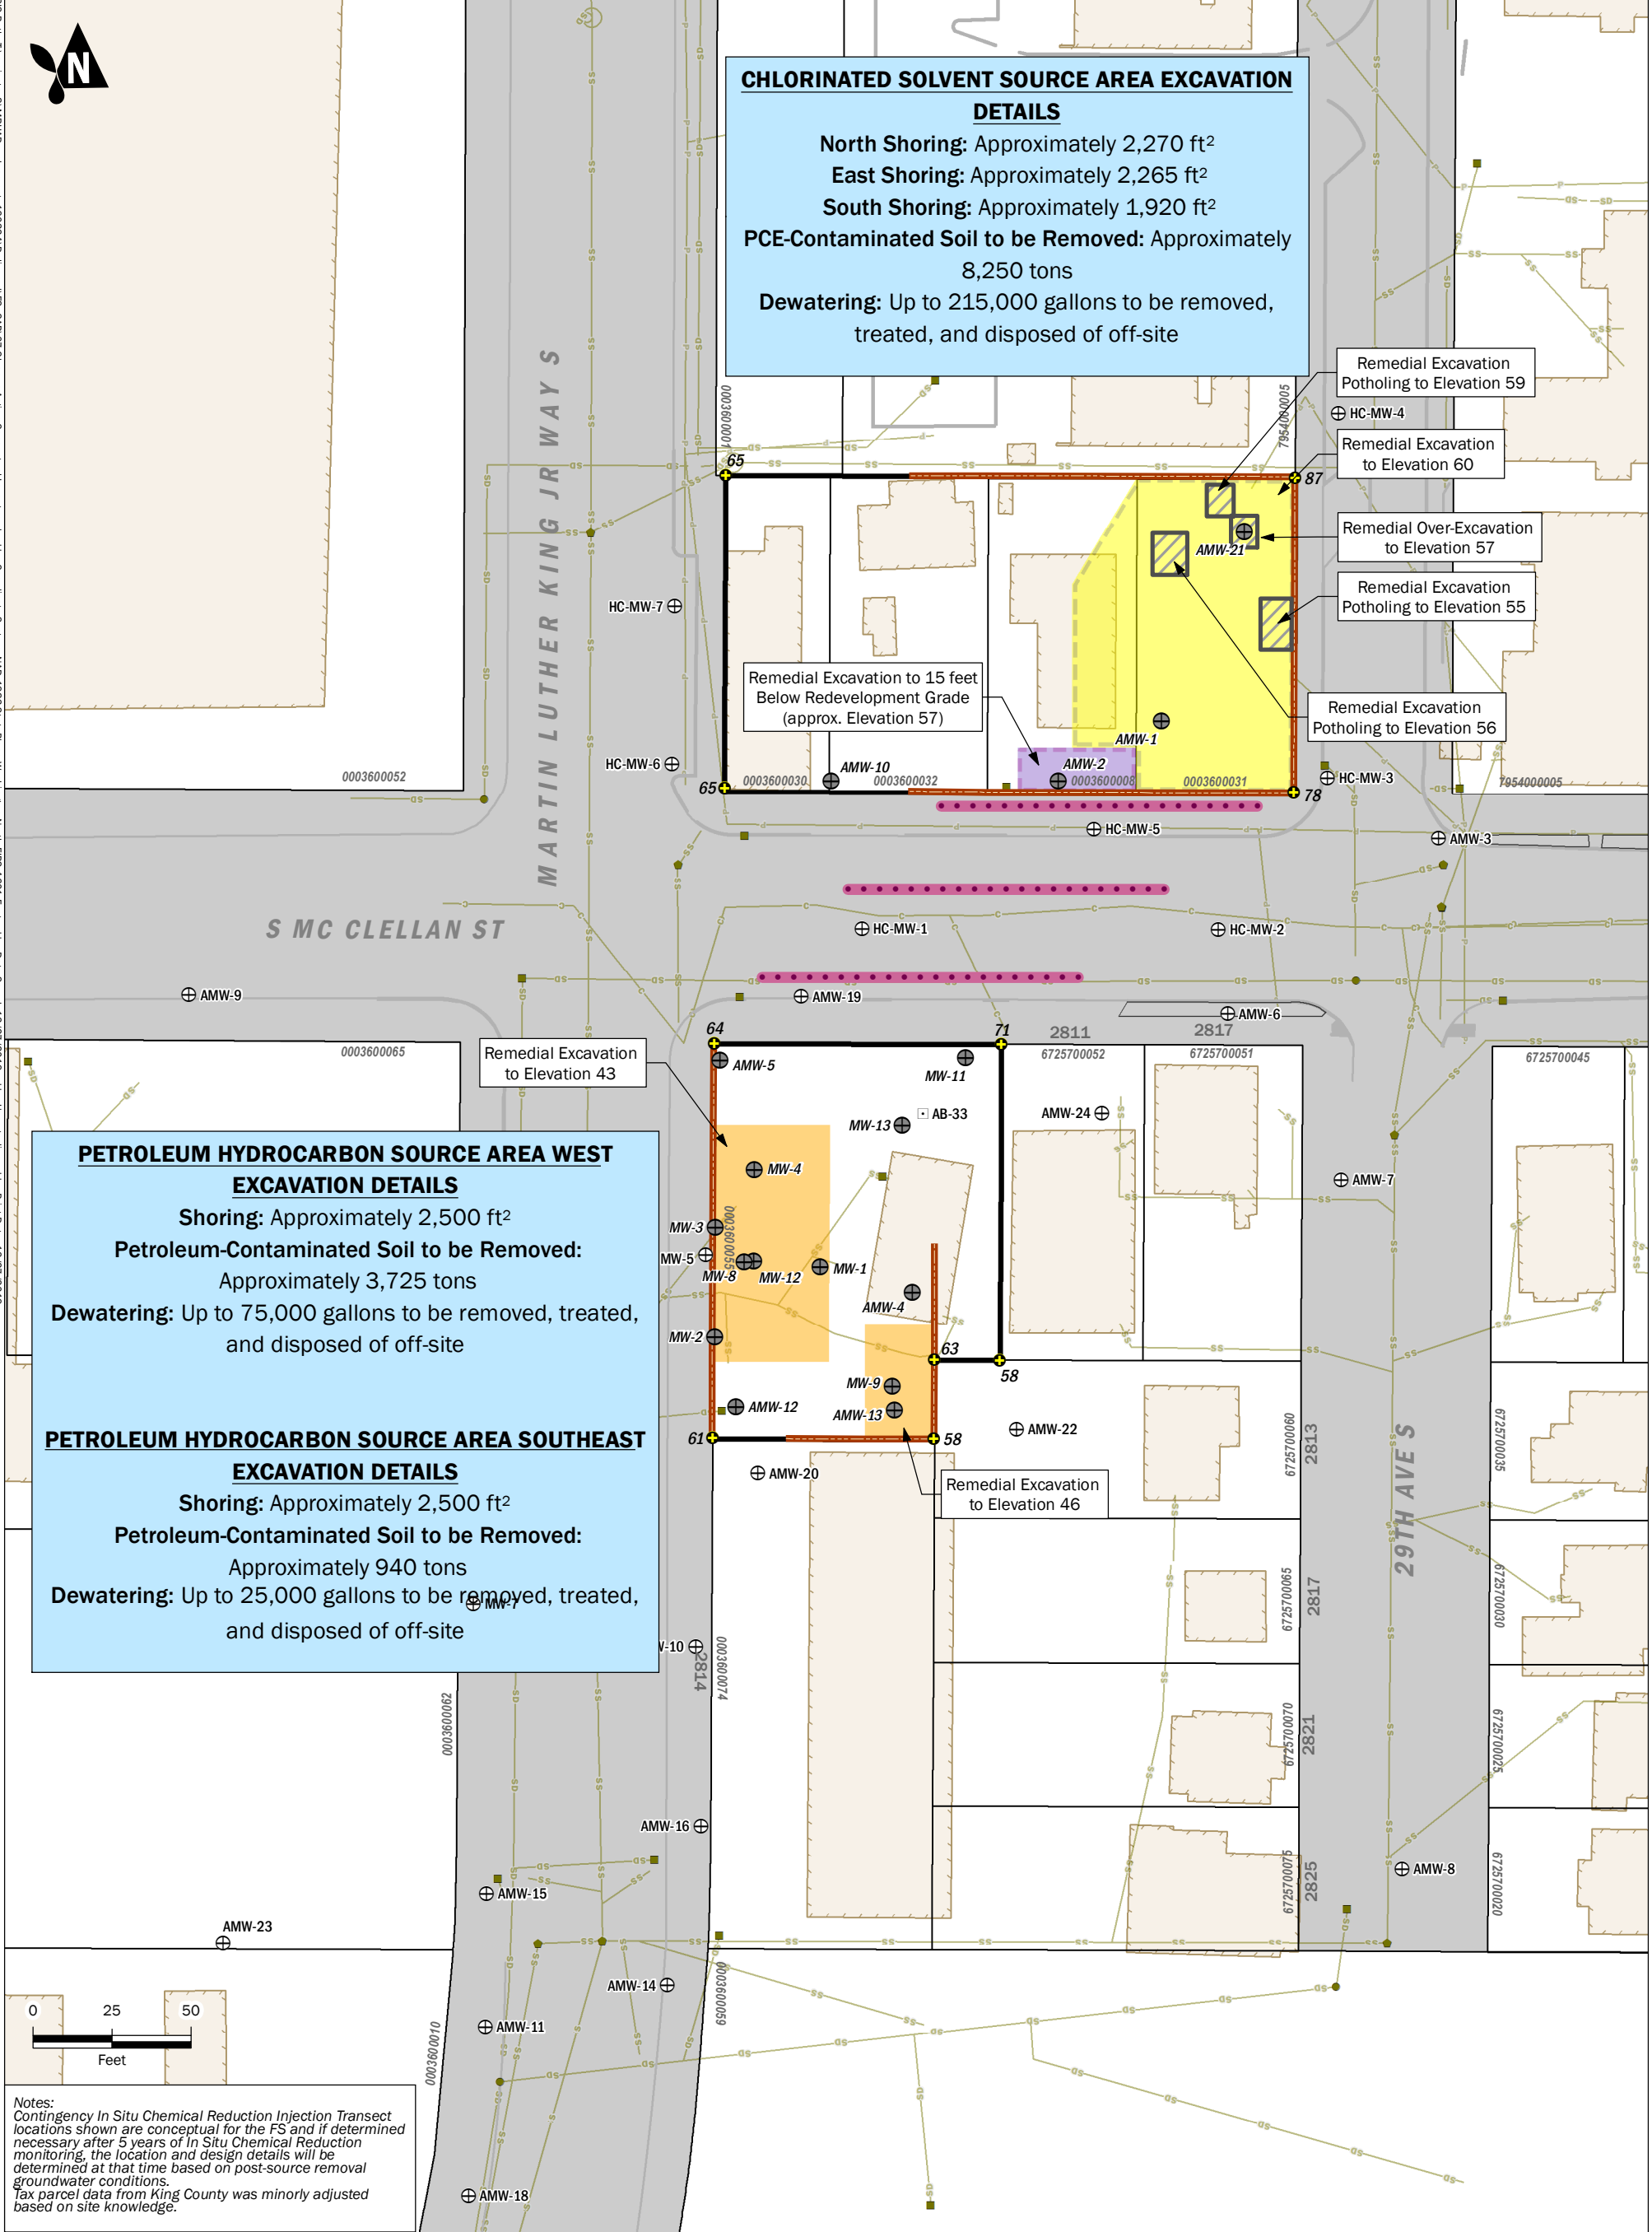 N
CHLORINATED SOLVENT SOURCE AREA EXCAVATION
DETAILS
North Shoring: Approximately 2,270 ft²
East Shoring: Approximately 2,265 ft²
South Shoring: Approximately 1,920 ft²
PCE-Contaminated Soil to be Removed: Approximately
8,250 tons
Dewatering: Up to 215,000 gallons to be removed,
treated, and disposed of off-site
Remedial Excavation
Potholing to Elevation 59
HC-MW-4
Remedial Excavation
to Elevation 60
7954000005
65
87
Remedial Over-Excavation
to Elevation 57
AMW-21
Remedial Excavation
Potholing to Elevation 55
HC-MW-7
MARTIN LUTHER KING JR WAY S
Remedial Excavation to 15 feet
Below Redevelopment Grade
(approx. Elevation 57)
Remedial Excavation
Potholing to Elevation 56
AMW-1
HC-MW-6
AMW-10
AMW-2
HC-MW-3
0003600052
0003600030
0003600032
0003600008
0003600031
7954000005
65
78
HC-MW-5
AMW-3
S MC CLELLAN ST
HC-MW-1
HC-MW-2
AMW-9
AMW-19
AMW-6
64
71
2811
2817
0003600065
6725700052
6725700051
6725700045
Remedial Excavation
to Elevation 43
AMW-5
MW-11
AB-33
MW-13
AMW-24
MW-4
AMW-7
MW-3
0003600055
MW-5
MW-8
MW-12
MW-1
AMW-4
MW-2
63
58
MW-9
AMW-13
AMW-12
AMW-22
61
58
AMW-20
Remedial Excavation
to Elevation 46
PETROLEUM HYDROCARBON SOURCE AREA WEST
EXCAVATION DETAILS
Shoring: Approximately 2,500 ft²
Petroleum-Contaminated Soil to be Removed:
Approximately 3,725 tons
Dewatering: Up to 75,000 gallons to be removed, treated,
and disposed of off-site
PETROLEUM HYDROCARBON SOURCE AREA SOUTHEAST
EXCAVATION DETAILS
Shoring: Approximately 2,500 ft²
Petroleum-Contaminated Soil to be Removed:
Approximately 940 tons
Dewatering: Up to 25,000 gallons to be removed, treated,
and disposed of off-site
MW-7
6725700060
2813
29TH AVE S
6725700035
6725700065
2817
6725700030
2814
0003600074
0003600062
6725700070
2821
6725700025
AMW-16
6725700075
2825
6725700020
AMW-8
AMW-15
AMW-23
AMW-14
0003600059
AMW-11
0003600010
AMW-18
0 25 50
Feet
Notes:
Contingency In Situ Chemical Reduction Injection Transect
locations shown are conceptual for the FS and if determined
necessary after 5 years of In Situ Chemical Reduction
monitoring, the location and design details will be
determined at that time based on post-source removal
groundwater conditions.
Tax parcel data from King County was minorly adjusted
based on site knowledge.